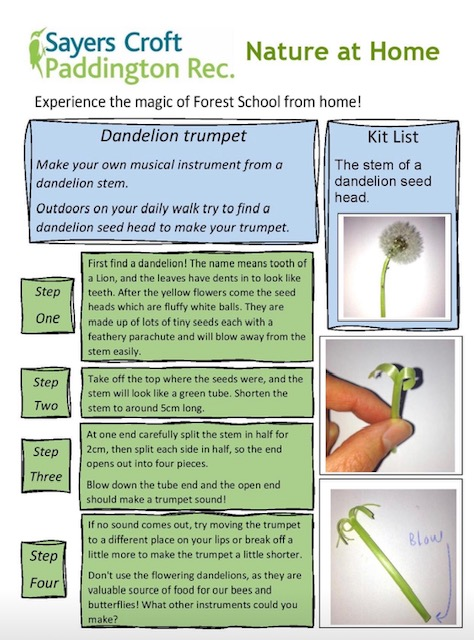 Sayers Croft
Paddington Rec.
Nature at Home
Experience the magic of Forest School from home!
Dandelion trumpet
Make your own musical instrument from a
dandelion stem.
Outdoors on your daily walk try to find a
dandelion seed head to make your trumpet.
Kit List
The stem of a
dandelion seed
head.
Step
One
First find a dandelion! The name means tooth of
a Lion, and the leaves have dents in to look like
teeth. After the yellow flowers come the seed
heads which are fluffy white balls. They are
made up of lots of tiny seeds each with a
feathery parachute and will blow away from the
stem easily.
Step
Two
Take off the top where the seeds were, and the
stem will look like a green tube. Shorten the
stem to around 5cm long.
Step
Three
At one end carefully split the stem in half for
2cm, then split each side in half, so the end
opens out into four pieces.
Blow down the tube end and the open end
should make a trumpet sound!
Step
Four
If no sound comes out, try moving the trumpet
to a different place on your lips or break off a
little more to make the trumpet a little shorter.
Don't use the flowering dandelions, as they are
valuable source of food for our bees and
butterflies! What other instruments could you
make?
Blow